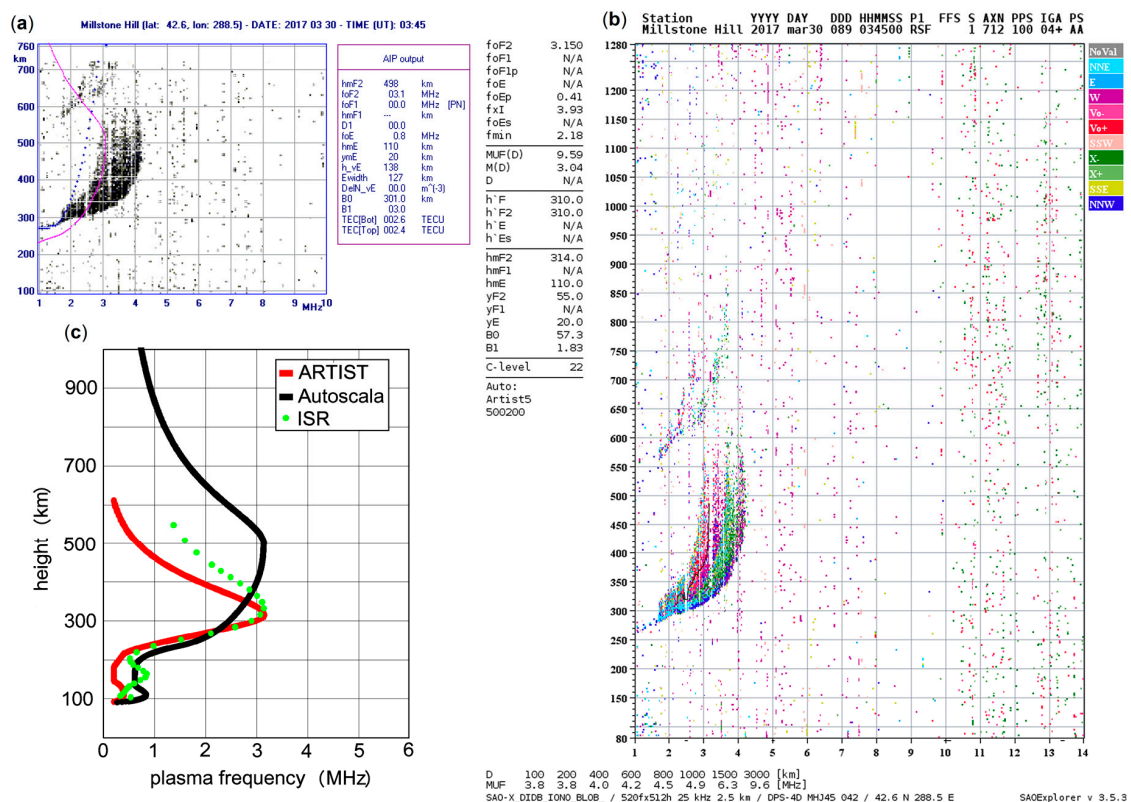 (a)
Millstone Hill (lat: 42.6, lon: 288.5) - DATE: 2017 03 30 - TIME (UT): 03:45
760
km
700
600
500
400
300
200
100
1 2 3 4 5 6 7 8 9 10
MHz
AIP output
hmF2 498 km
foF2 03.1 MHz
foF1 00.0 MHz [PN]
hmF1 --- km
D1 00.0
foE 0.8 MHz
hmE 110 km
ymE 20 km
h_vE 138 km
Ewidth 127 km
DelN_vE 00.0 m^(-3)
B0 301.0 km
B1 03.0
TEC[Bot] 002.6 TECU
TEC[Top] 002.4 TECU
foF2 3.150
foF1 N/A
foF1p N/A
foE N/A
foEp 0.41
fxI 3.93
foEs N/A
fmin 2.18
MUF(D) 9.59
M(D) 3.04
D N/A
h`F 310.0
h`F2 310.0
h`E N/A
h`Es N/A
hmF2 314.0
hmF1 N/A
hmE 110.0
yF2 55.0
yF1 N/A
yE 20.0
B0 57.3
B1 1.83
C-level 22
Auto:
Artist5
500200
(b)
Station YYYY DAY DDD HHMMSS P1 FFS S AXN PPS IGA PS
Millstone Hill 2017 mar30 089 034500 RSF 1 712 100 04+ AA
1280
1200
1150
1100
1050
1000
950
900
850
800
750
700
650
600
550
500
450
400
350
300
250
200
150
80
1 2 3 4 5 6 7 8 9 10 11 12 13 14
NoVal
NNE
E
W
Vo-
Vo+
SSW
X-
X+
SSE
NNW
D 100 200 400 600 800 1000 1500 3000 [km]
MUF 3.8 3.8 4.0 4.2 4.5 4.9 6.3 9.6 [MHz]
SAO-X DIDB IONO BLOB / 520fx512h 25 kHz 2.5 km / DPS-4D MHJ45 042 / 42.6 N 288.5 E SAOExplorer v 3.5.3
(c)
ARTIST
Autoscala
ISR
height (km)
900
700
500
300
100
0 1 2 3 4 5 6
plasma frequency (MHz)